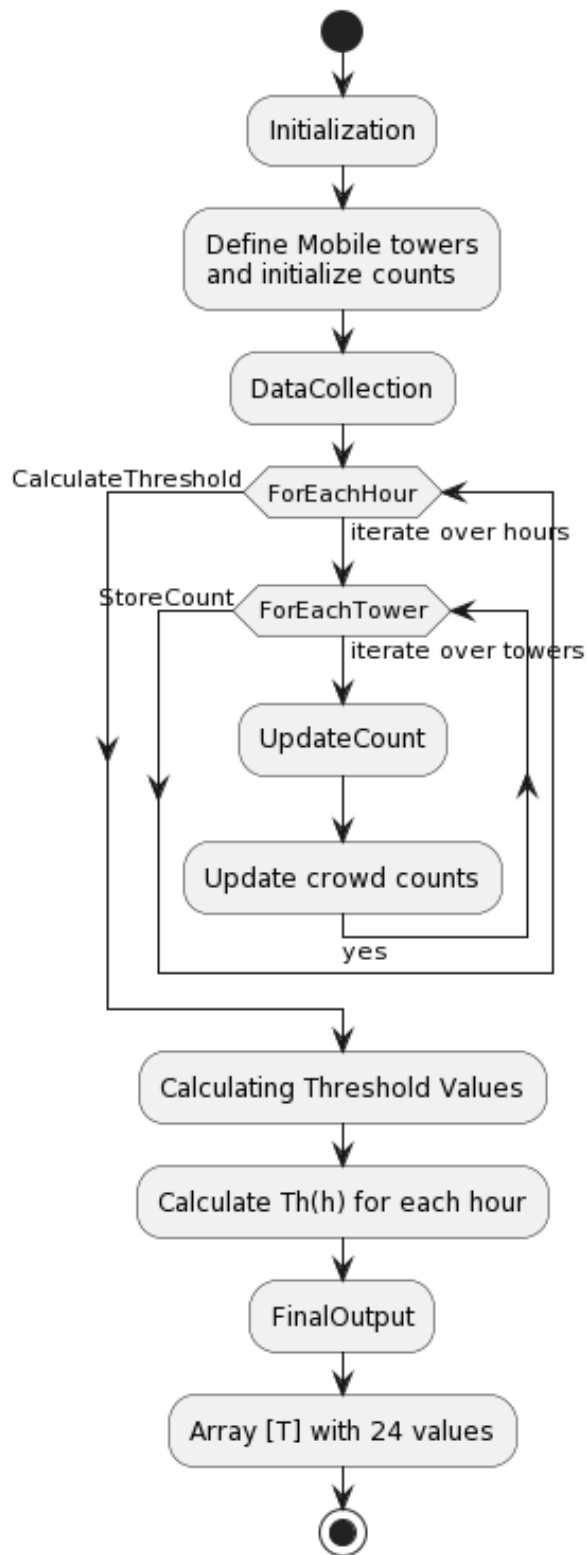 Initialization
Define Mobile towers
and initialize counts
DataCollection
CalculateThreshold
ForEachHour
iterate over hours
StoreCount
ForEachTower
iterate over towers
UpdateCount
Update crowd counts
yes
Calculating Threshold Values
Calculate Th(h) for each hour
FinalOutput
Array [T] with 24 values